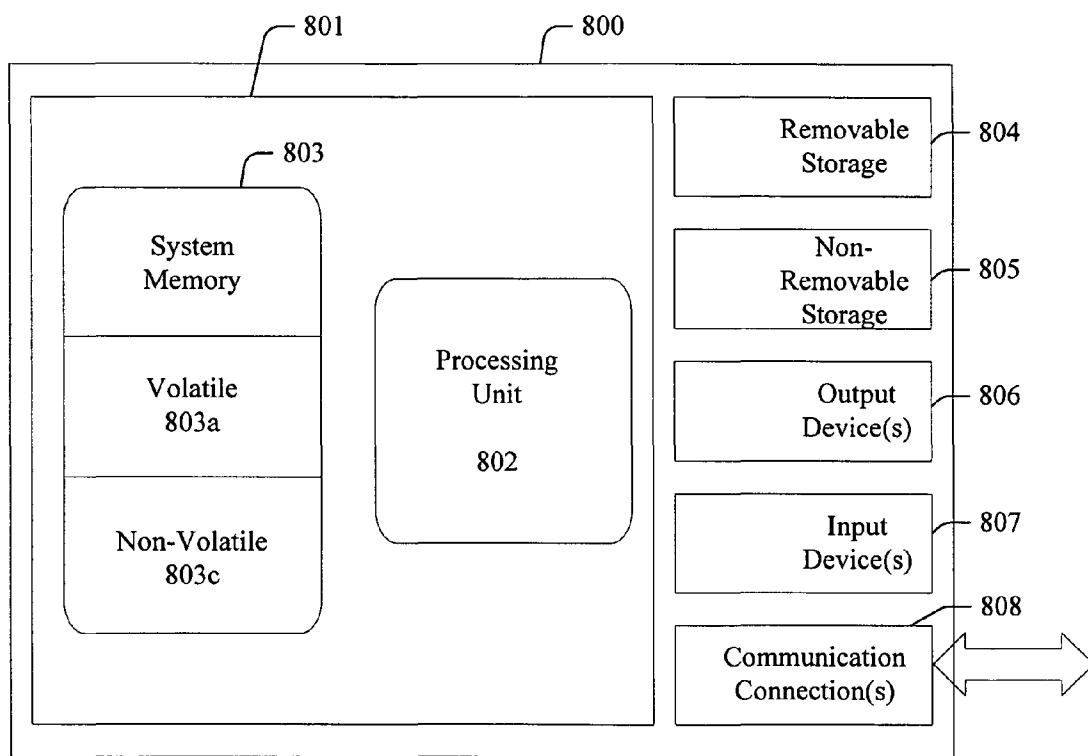 801
800
803
System
Memory
Volatile
803a
Non-Volatile
803c
Processing
Unit
802
Removable
Storage
804
Non-
Removable
Storage
805
Output
Device(s)
806
Input
Device(s)
807
808
Communication
Connection(s)